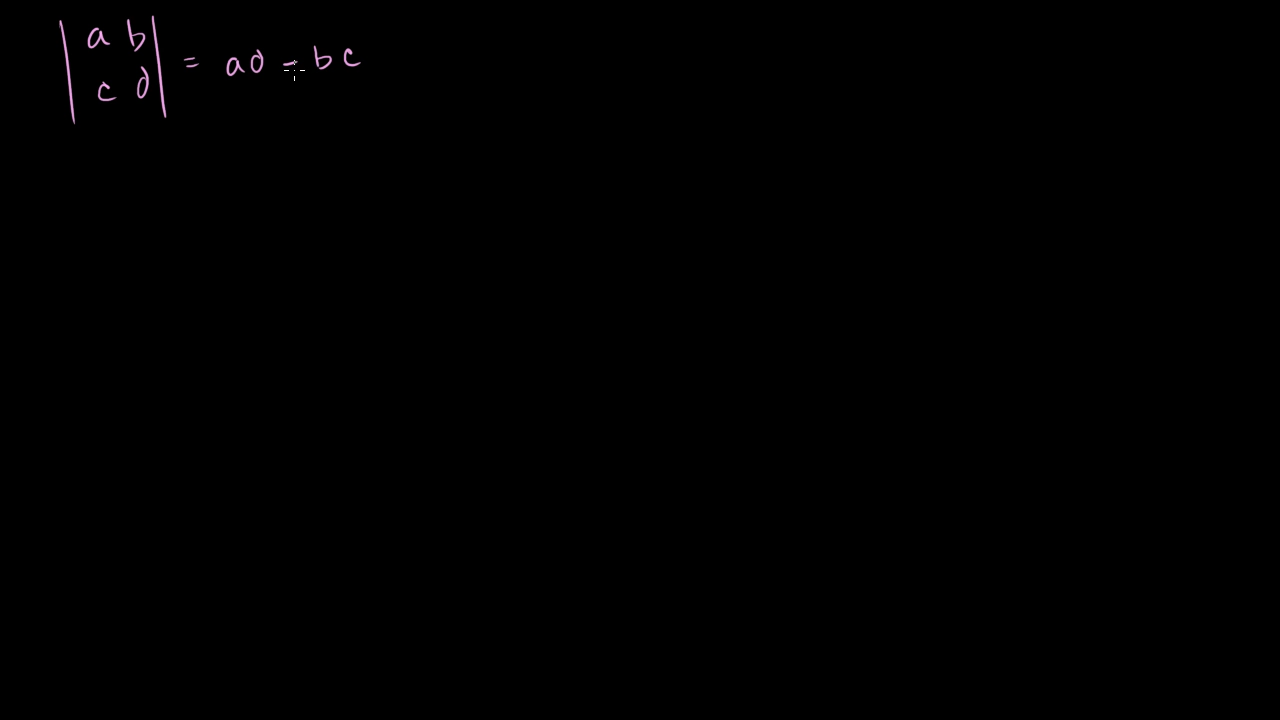 | a b |
| c d | = ad - bc